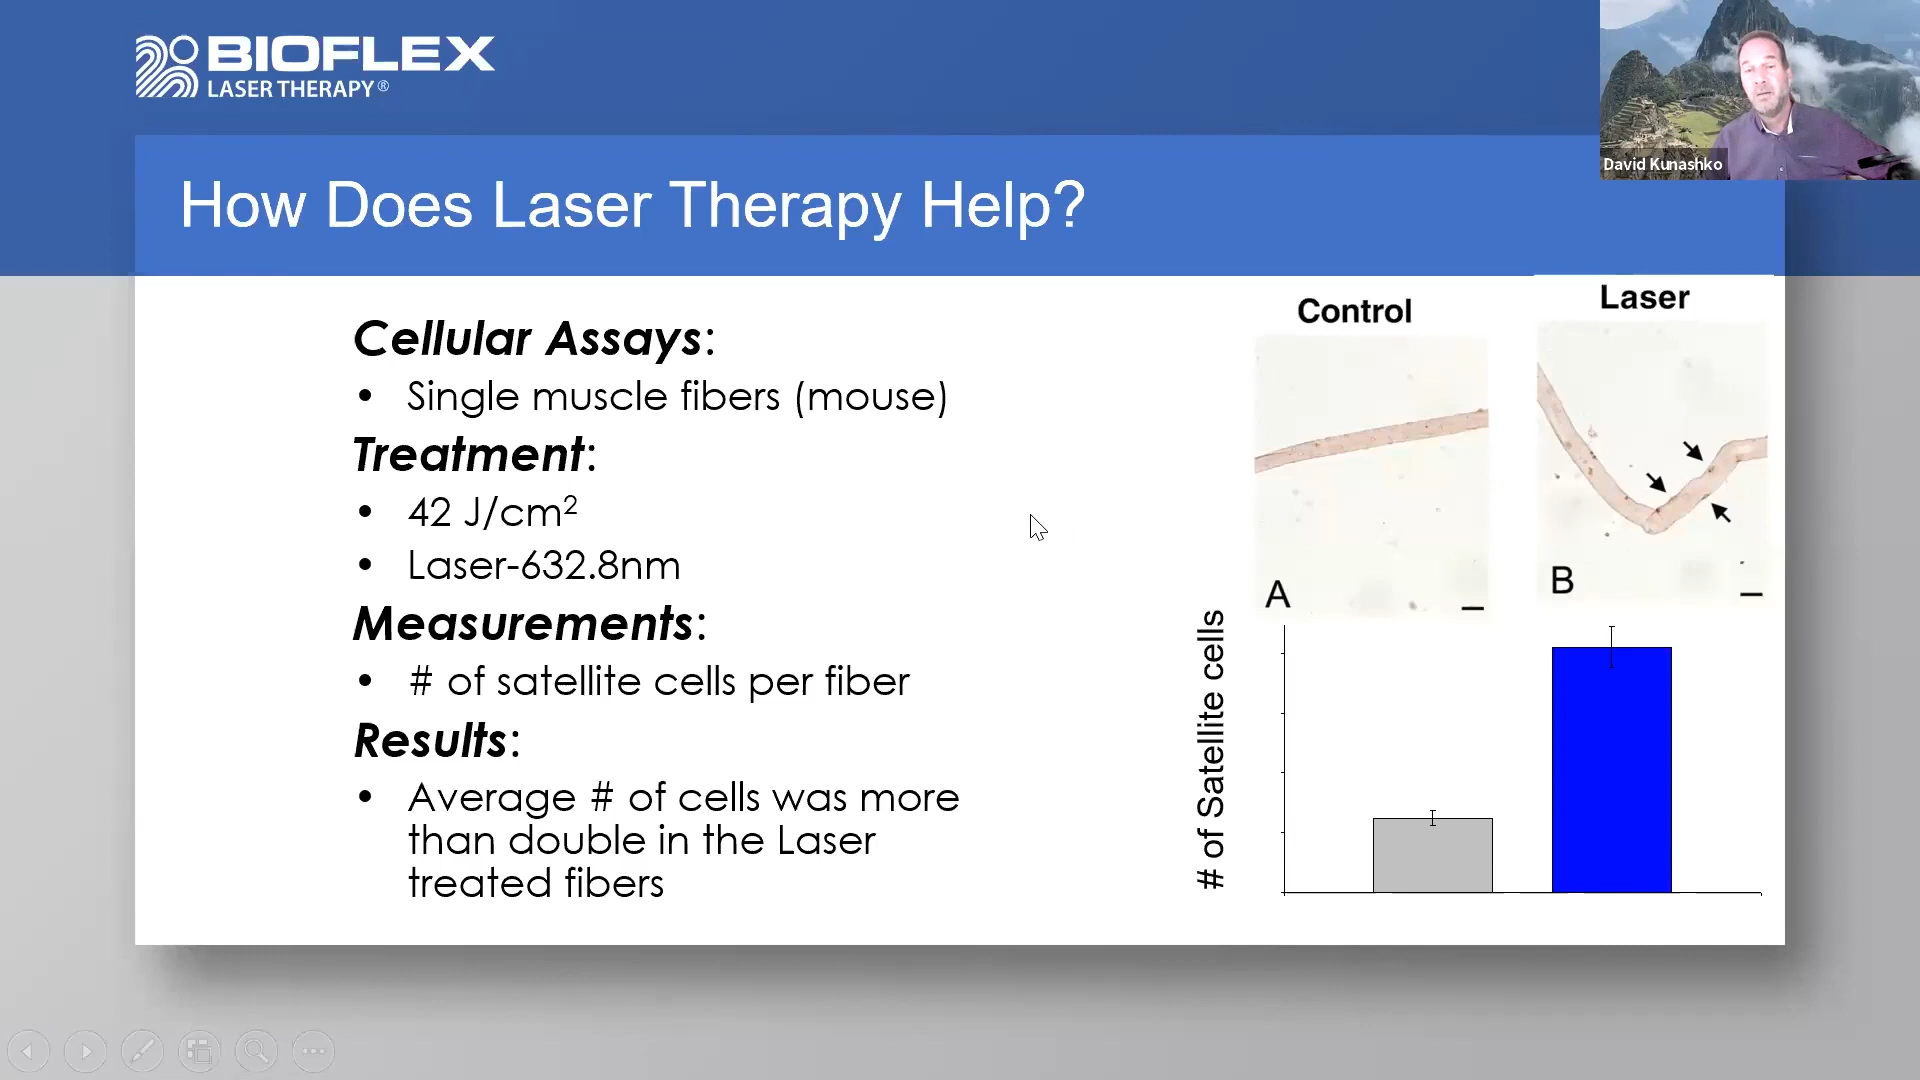 BIOFLEX
LASER THERAPY®
David Kunashko
How Does Laser Therapy Help?
Cellular Assays:
• Single muscle fibers (mouse)
Treatment:
• 42 J/cm²
• Laser-632.8nm
Measurements:
• # of satellite cells per fiber
Results:
• Average # of cells was more
than double in the Laser
treated fibers
Control
Laser
A
B
# of Satellite cells